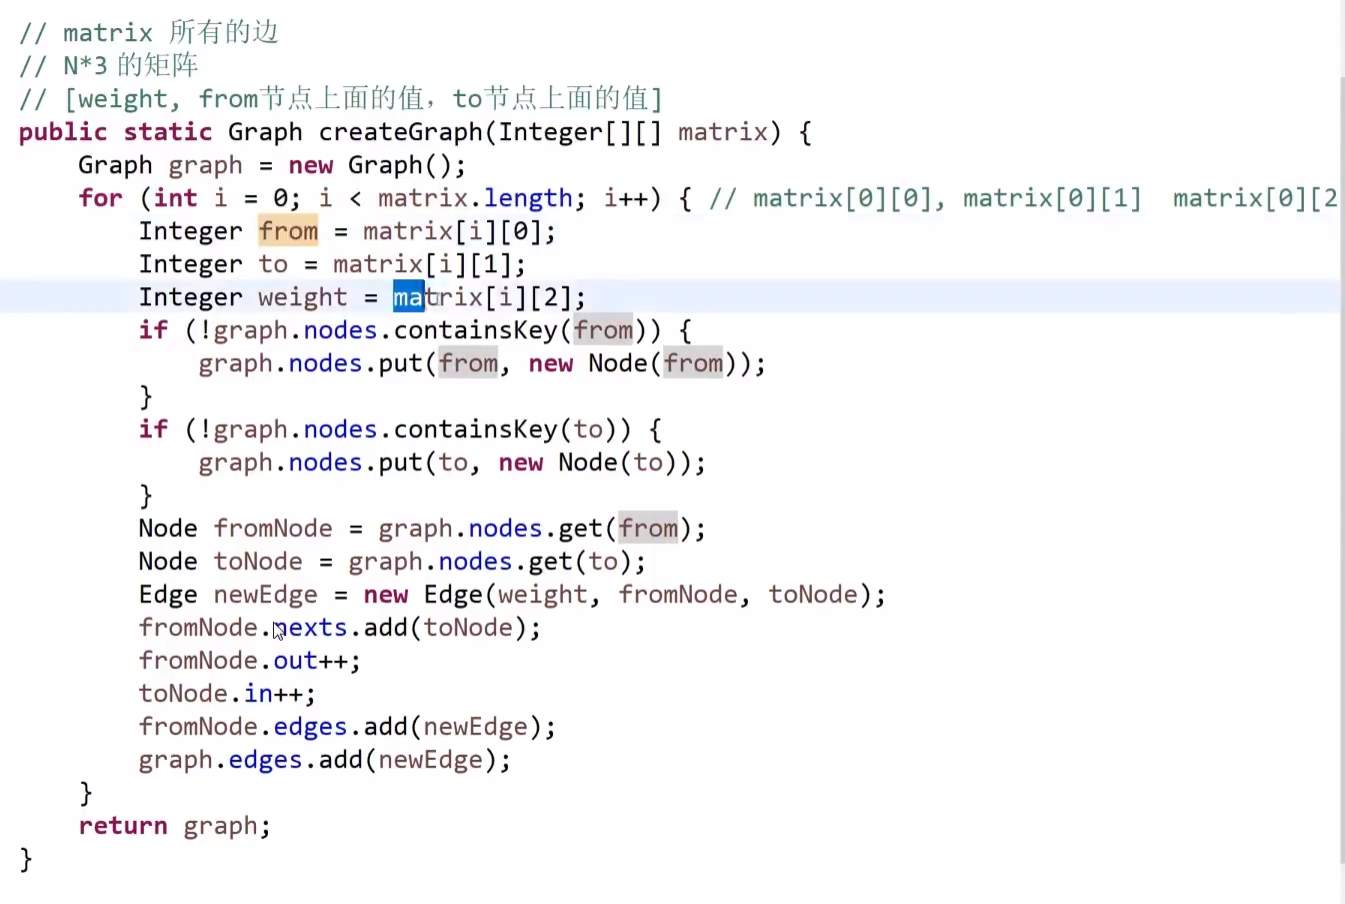 // matrix 所有的边
// N*3 的矩阵
// [weight, from节点上面的值，to节点上面的值]
public static Graph createGraph(Integer[][] matrix) {
    Graph graph = new Graph();
    for (int i = 0; i < matrix.length; i++) { // matrix[0][0], matrix[0][1]  matrix[0][2
        Integer from = matrix[i][0];
        Integer to = matrix[i][1];
        Integer weight = matrix[i][2];
        if (!graph.nodes.containsKey(from)) {
            graph.nodes.put(from, new Node(from));
        }
        if (!graph.nodes.containsKey(to)) {
            graph.nodes.put(to, new Node(to));
        }
        Node fromNode = graph.nodes.get(from);
        Node toNode = graph.nodes.get(to);
        Edge newEdge = new Edge(weight, fromNode, toNode);
        fromNode.nexts.add(toNode);
        fromNode.out++;
        toNode.in++;
        fromNode.edges.add(newEdge);
        graph.edges.add(newEdge);
    }
    return graph;
}